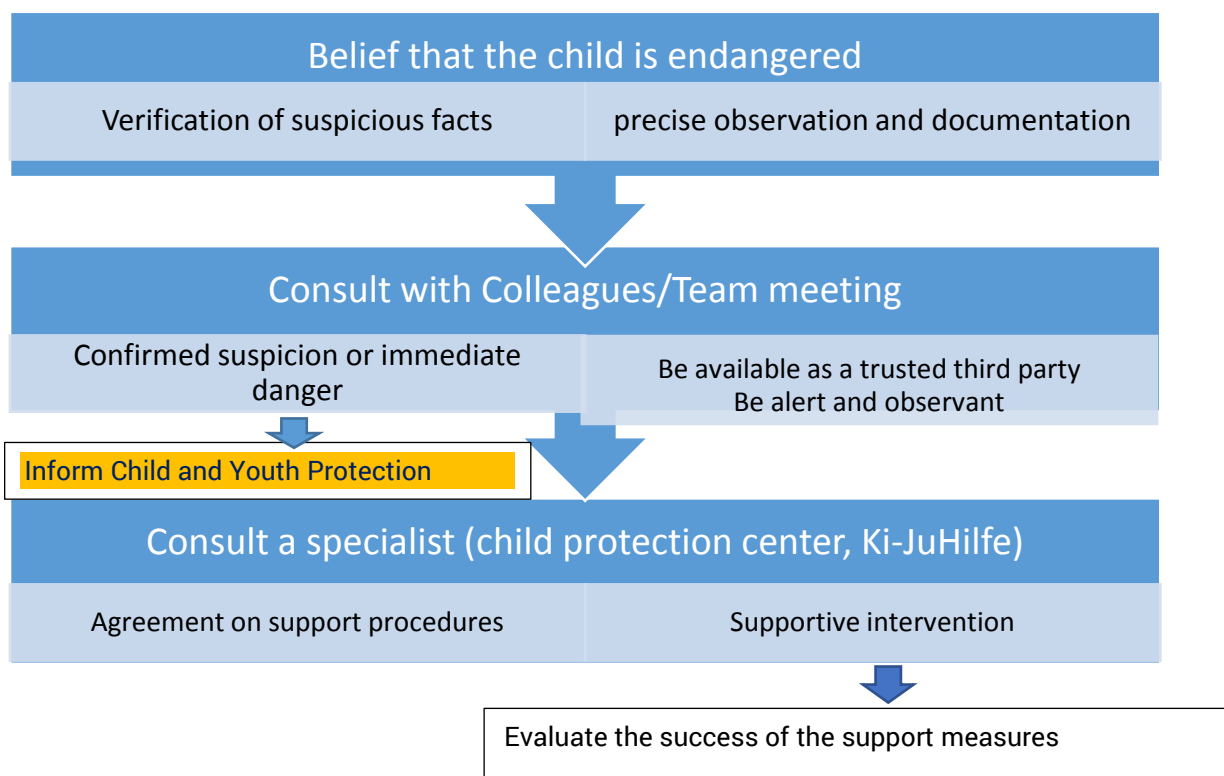 Belief that the child is endangered
Verification of suspicious facts
precise observation and documentation
Consult with Colleagues/Team meeting
Confirmed suspicion or immediate
danger
Be available as a trusted third party
Be alert and observant
Inform Child and Youth Protection
Consult a specialist (child protection center, Ki-JuHilfe)
Agreement on support procedures
Supportive intervention
Evaluate the success of the support measures